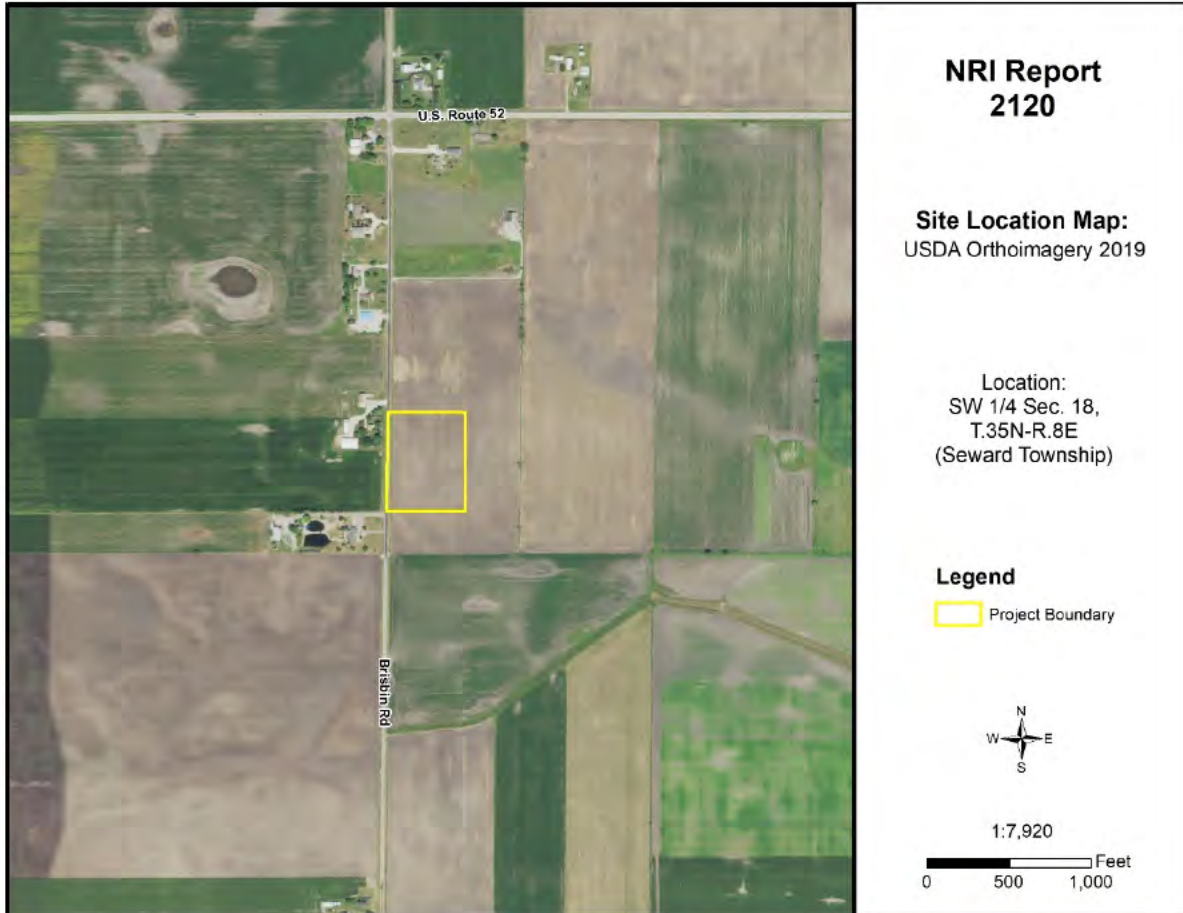 U.S. Route 52
Brisbin Rd
NRI Report
2120
Site Location Map:
USDA Orthoimagery 2019
Location:
SW 1/4 Sec. 18,
T.35N-R.8E
(Seward Township)
Legend
Project Boundary
N
W E
S
1:7,920
Feet
0 500 1,000